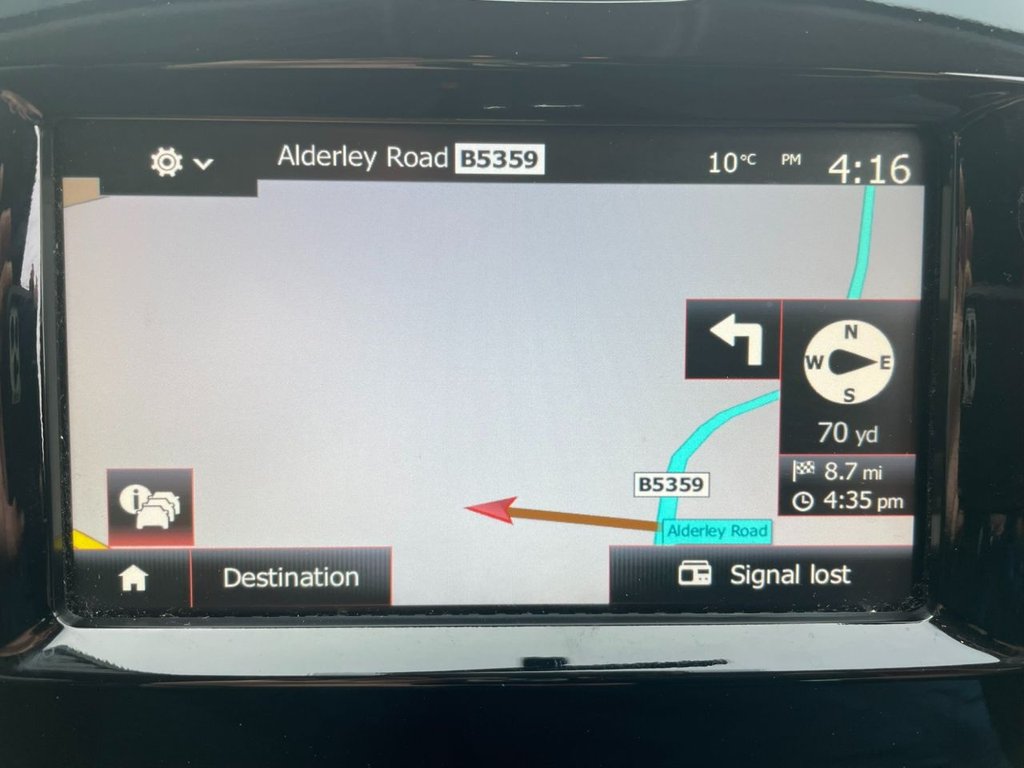 Alderley Road B5359
10°C PM 4:16
N
W E
S
70 yd
8.7 mi
4:35 pm
B5359
Alderley Road
i
Destination
Signal lost